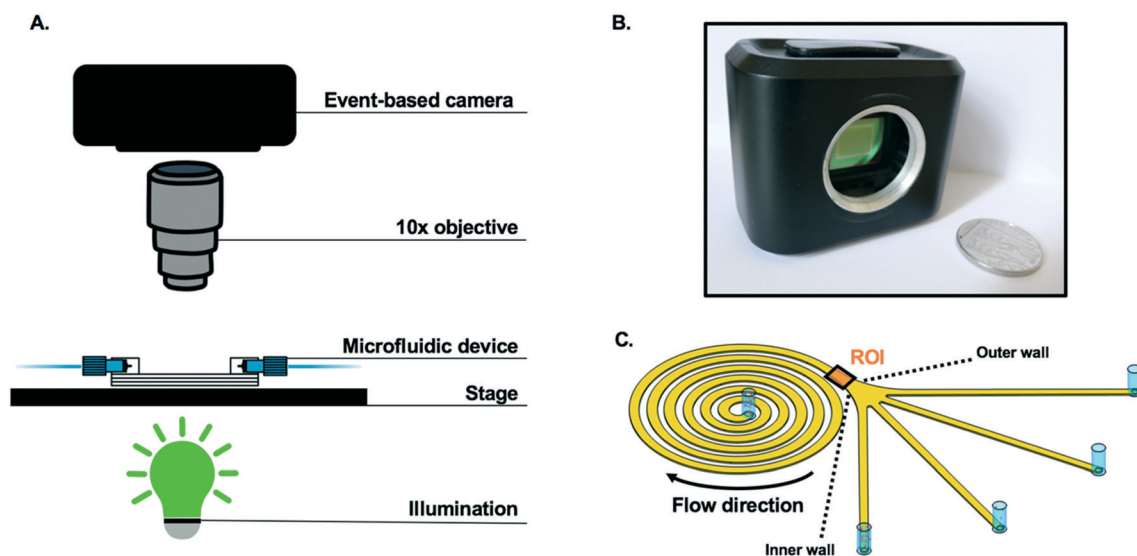 A.
Event-based camera
10x objective
Microfluidic device
Stage
Illumination
B.
C.
ROI
Outer wall
Flow direction
Inner wall